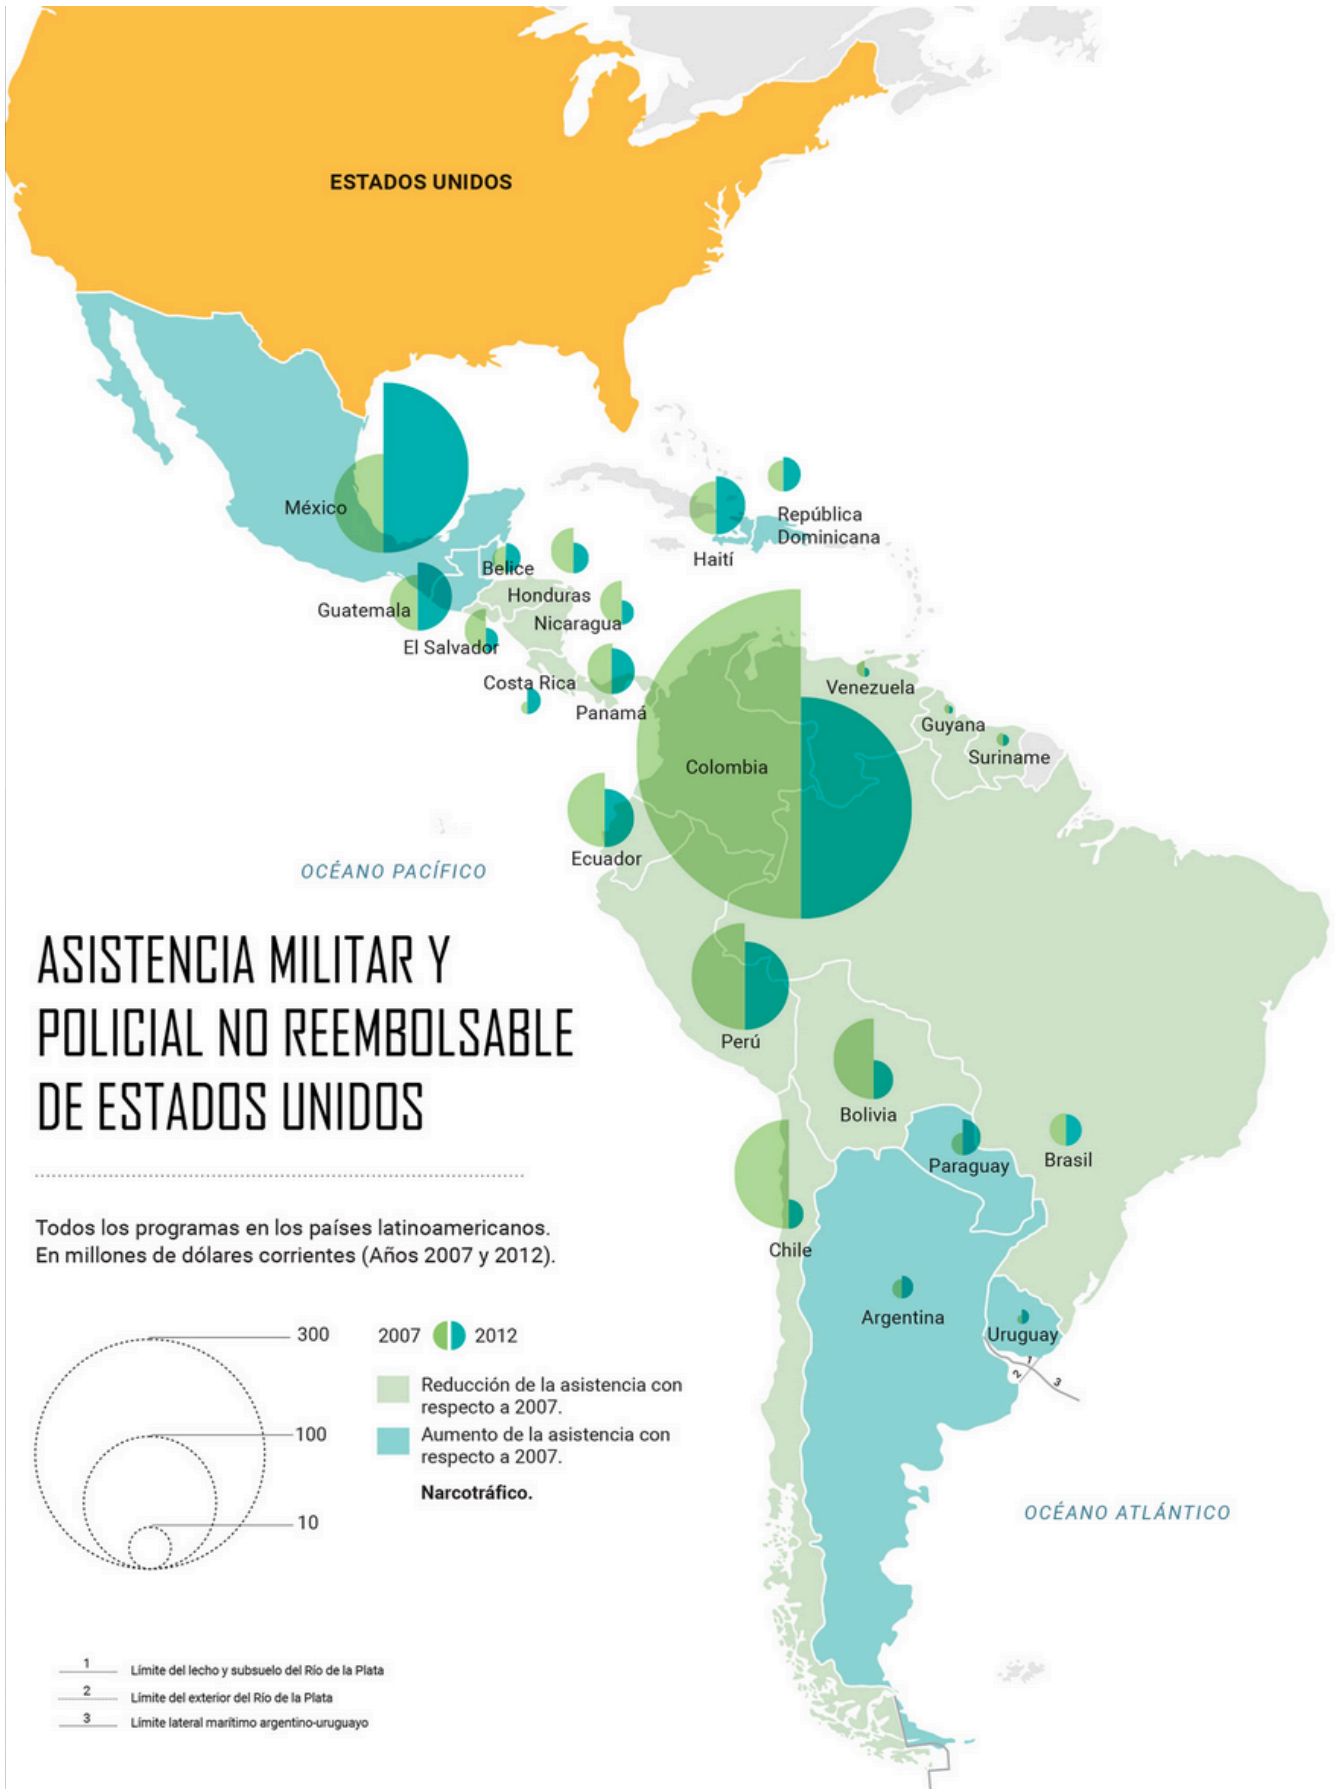 ESTADOS UNIDOS
México
Guatemala
Belice
Honduras
Nicaragua
El Salvador
Costa Rica
Panamá
Haití
República
Dominicana
Venezuela
Guyana
Suriname
Colombia
Ecuador
OCÉANO PACÍFICO
Perú
Bolivia
Paraguay
Brasil
Chile
Argentina
Uruguay
1
2
3
OCÉANO ATLÁNTICO
ASISTENCIA MILITAR Y
POLICIAL NO REEMBOLSABLE
DE ESTADOS UNIDOS
Todos los programas en los países latinoamericanos.
En millones de dólares corrientes (Años 2007 y 2012).
300
100
10
2007 2012
Reducción de la asistencia con
respecto a 2007.
Aumento de la asistencia con
respecto a 2007.
Narcotráfico.
1 Límite del lecho y subsuelo del Río de la Plata
2 Límite del exterior del Río de la Plata
3 Límite lateral marítimo argentino-uruguayo